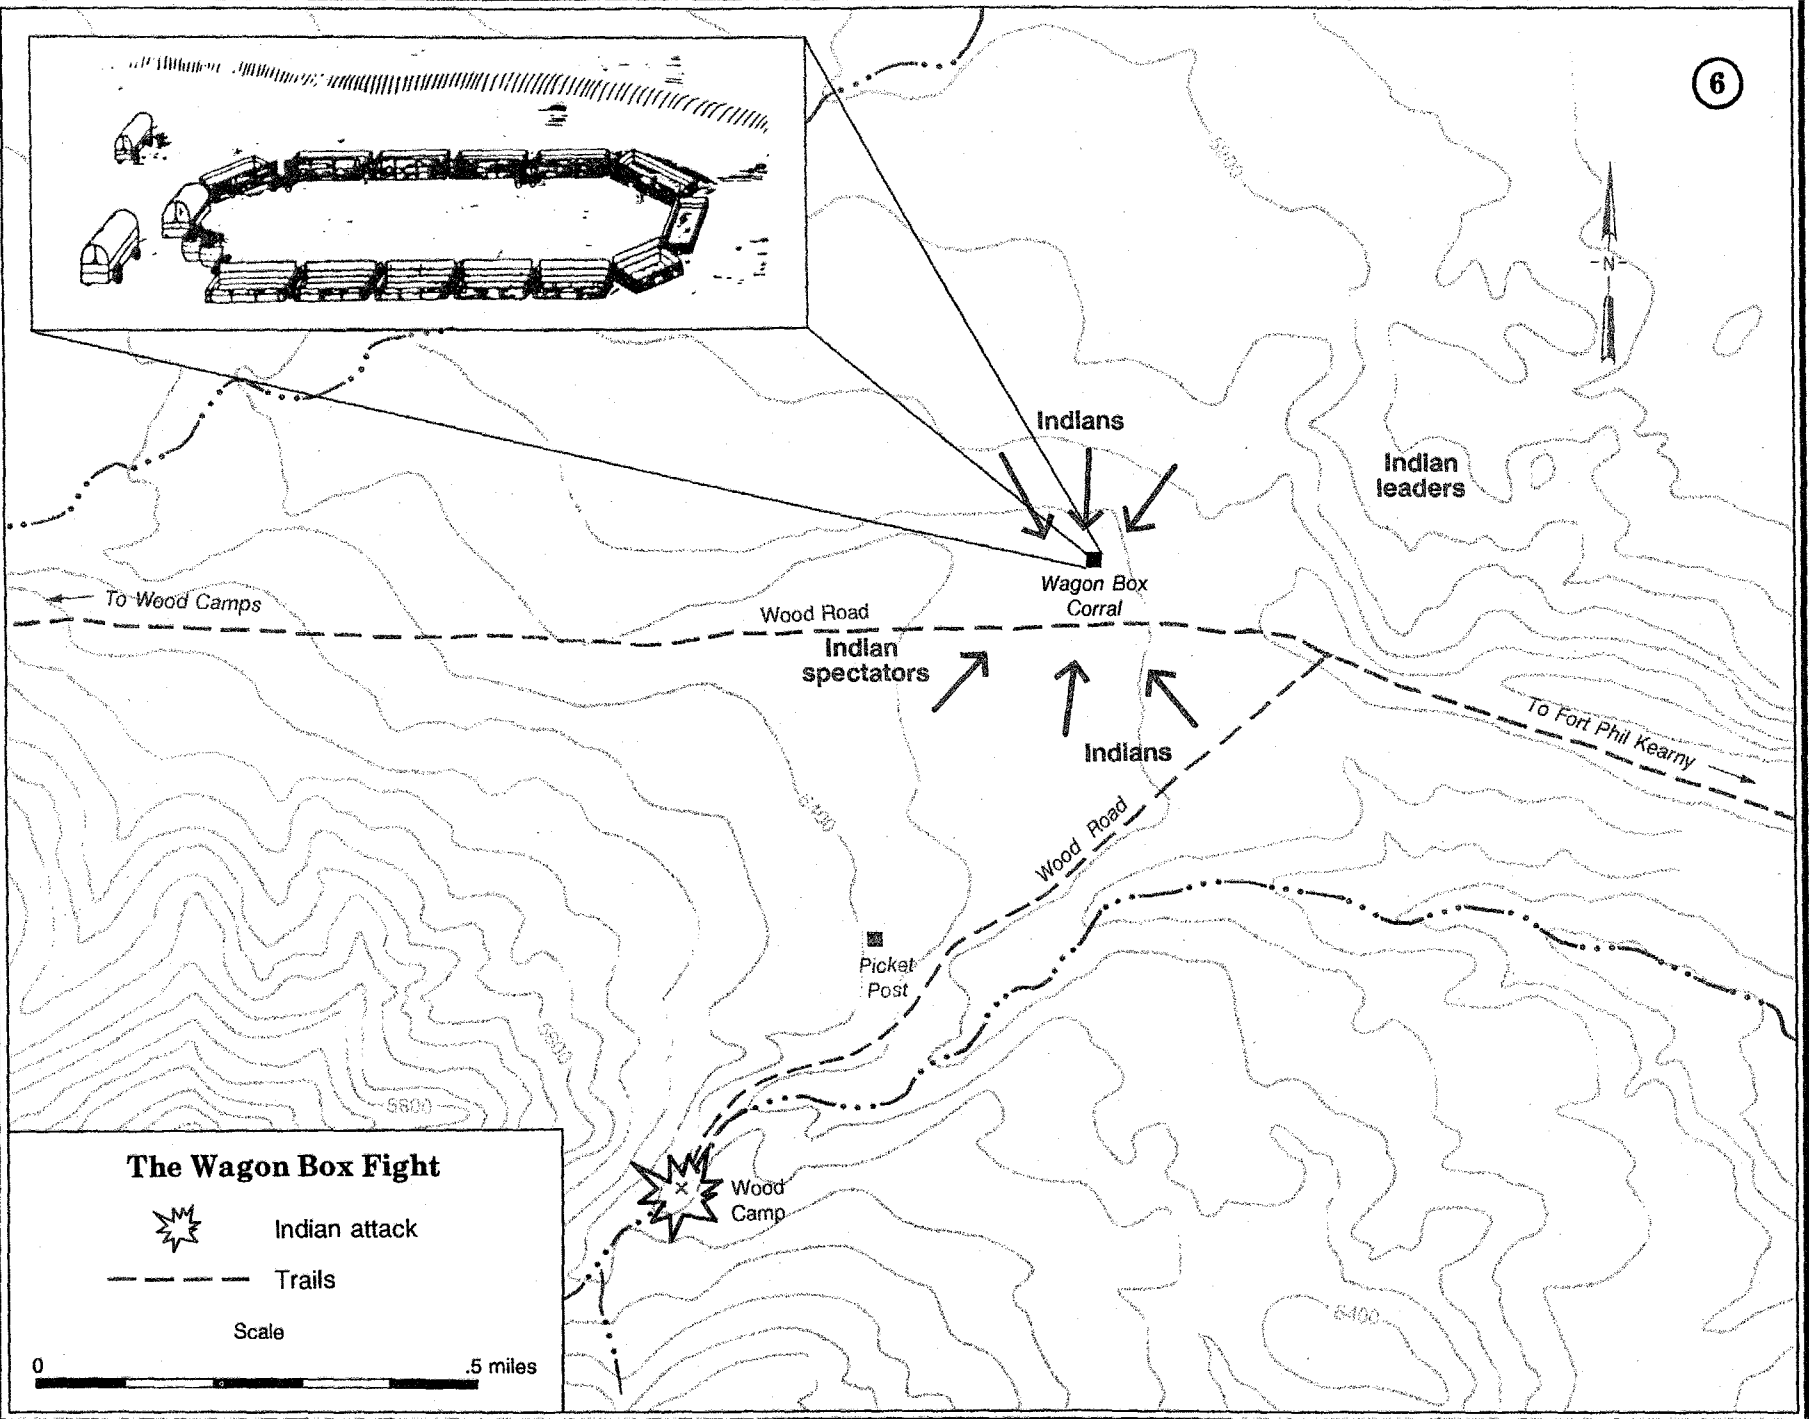 6
5800
N
Indians
Indian
leaders
Wagon Box
Corral
To Wood Camps
Wood Road
Indian
spectators
To Fort Phil Kearny
Indians
Wood Road
Picket
Post
5800
Wood
Camp
The Wagon Box Fight
Indian attack
Trails
Scale
0
.5 miles